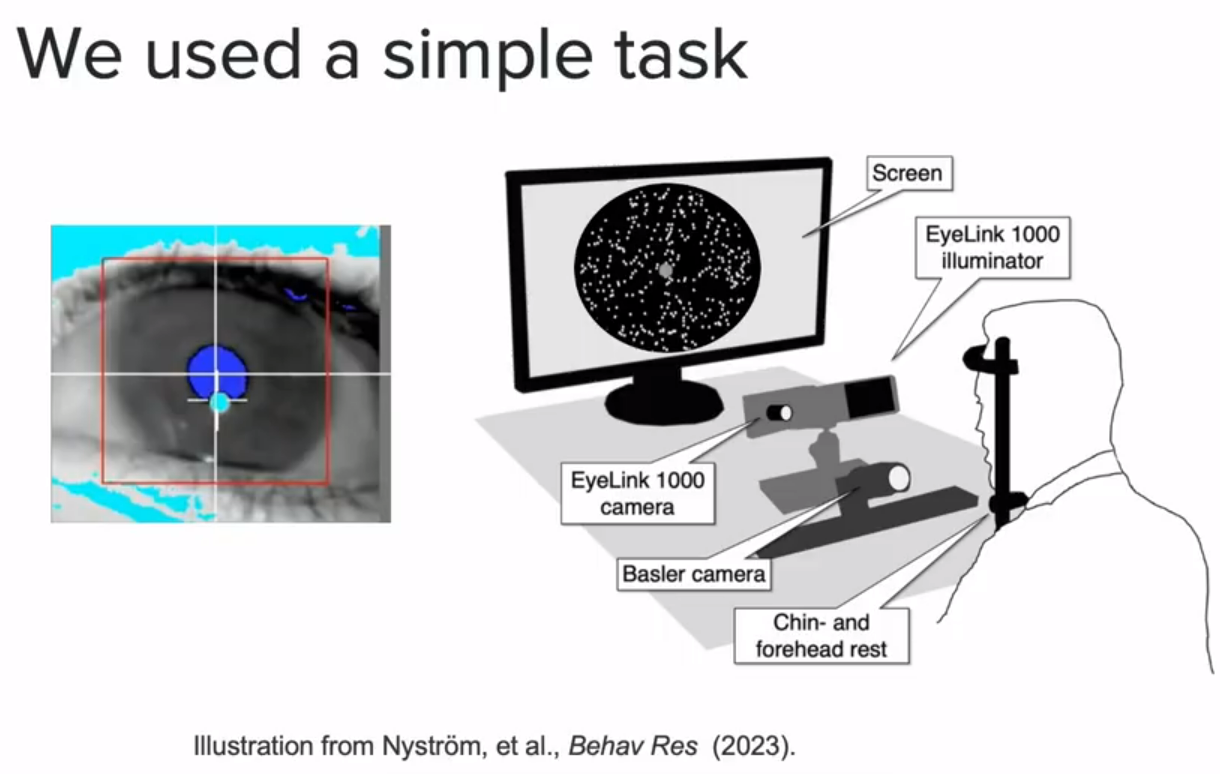 We used a simple task
Screen
EyeLink 1000
illuminator
EyeLink 1000
camera
Basler camera
Chin- and
forehead rest
Illustration from Nyström, et al., Behav Res (2023).